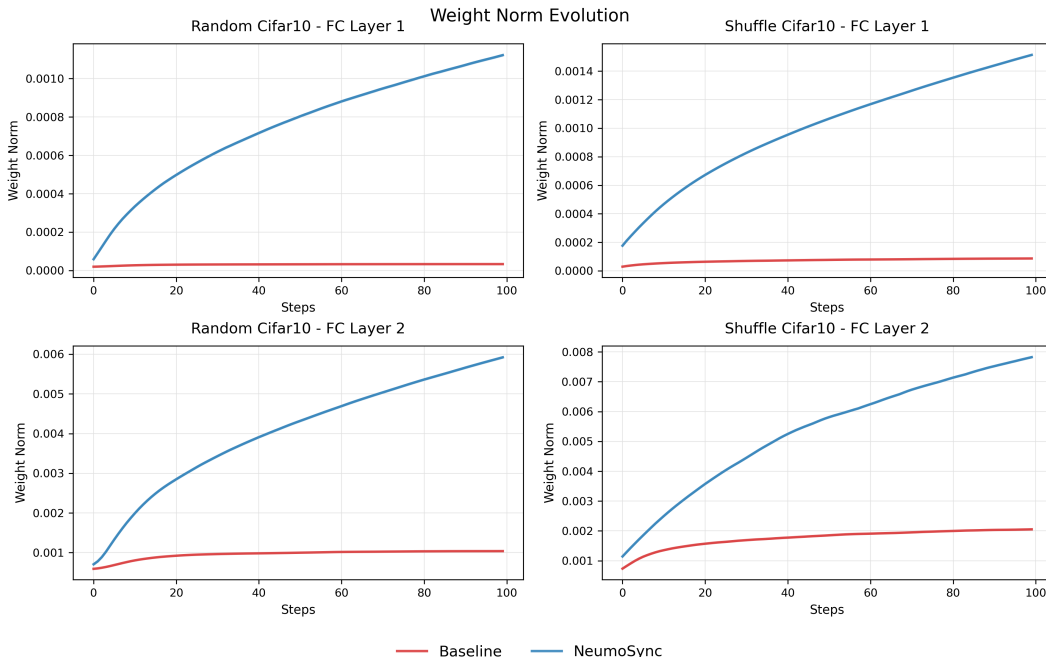 Weight Norm Evolution
Random Cifar10 - FC Layer 1
Shuffle Cifar10 - FC Layer 1
Weight Norm
0.0010
0.0008
0.0006
0.0004
0.0002
0.0000
0 20 40 60 80 100
Steps
Weight Norm
0.0014
0.0012
0.0010
0.0008
0.0006
0.0004
0.0002
0.0000
0 20 40 60 80 100
Steps
Random Cifar10 - FC Layer 2
Weight Norm
0.006
0.005
0.004
0.003
0.002
0.001
0 20 40 60 80 100
Steps
Shuffle Cifar10 - FC Layer 2
Weight Norm
0.008
0.007
0.006
0.005
0.004
0.003
0.002
0.001
0 20 40 60 80 100
Steps
Baseline NeumoSync